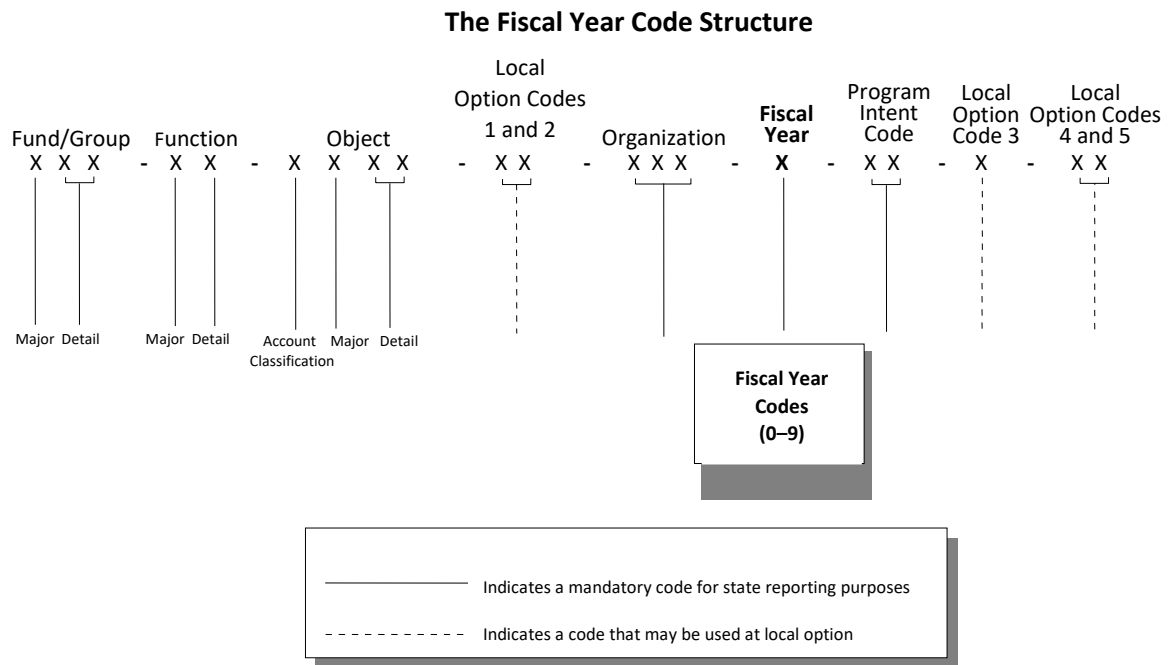 The Fiscal Year Code Structure
Local
Option Codes
1 and 2
Fiscal
Year
Program
Intent
Code
Local
Option
Code 3
Local
Option Codes
4 and 5
Fund/Group Function Object Organization
X X X - X X - X X X X - X X - X X X - X - X X - X - X X
Major Detail Major Detail Account Major Detail
Classification
Fiscal Year
Codes
(0–9)
Indicates a mandatory code for state reporting purposes
Indicates a code that may be used at local option